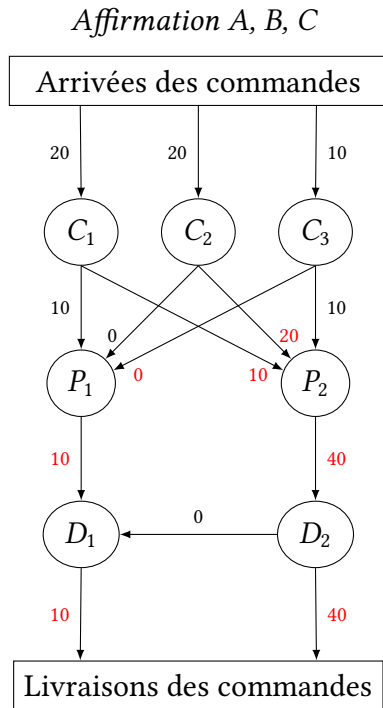 Affirmation A, B, C
Arrivées des commandes
20 20 10
C₁ C₂ C₃
10 0 20 10
0 10
P₁ P₂
10 40
0
D₁ D₂
10 40
Livraisons des commandes